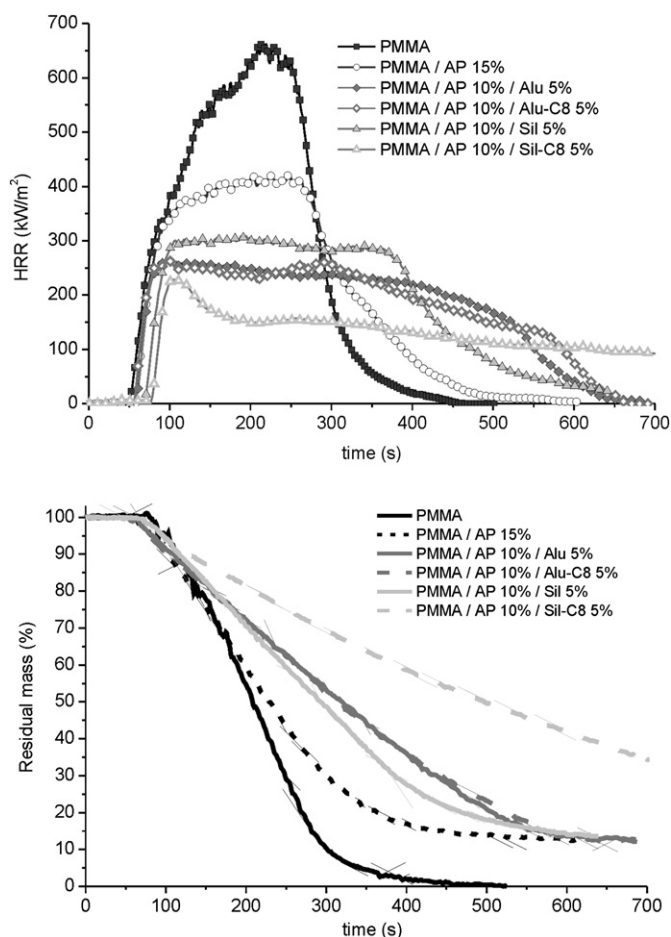 700
PMMA
PMMA / AP 15%
PMMA / AP 10% / Alu 5%
PMMA / AP 10% / Alu-C8 5%
PMMA / AP 10% / Sil 5%
PMMA / AP 10% / Sil-C8 5%
600
500
400
300
200
100
0
HRR (kW/m²)
0 100 200 300 400 500 600 700
time (s)
100
PMMA
PMMA / AP 15%
PMMA / AP 10% / Alu 5%
PMMA / AP 10% / Alu-C8 5%
PMMA / AP 10% / Sil 5%
PMMA / AP 10% / Sil-C8 5%
90
80
70
60
50
40
30
20
10
0
Residual mass (%)
0 100 200 300 400 500 600 700
time (s)